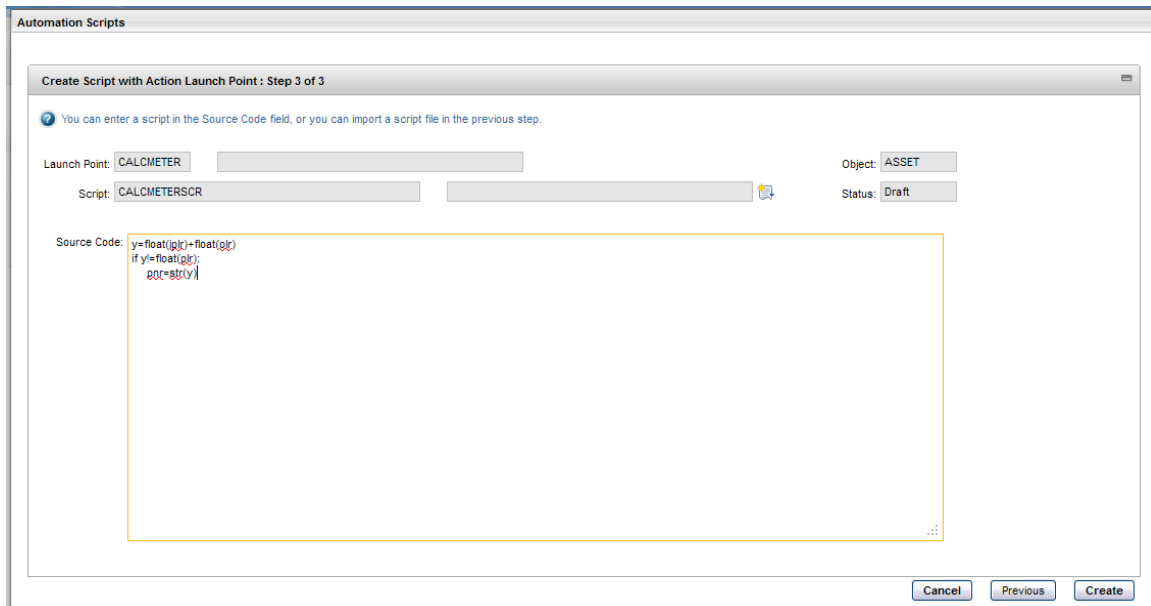 Automation Scripts
Create Script with Action Launch Point : Step 3 of 3
You can enter a script in the Source Code field, or you can import a script file in the previous step.
Launch Point: CALCMETER Object: ASSET
Script: CALCMETERSCR Status: Draft
Source Code: y=float(iplr)+float(olr)
if y!=float(plr):
pnr=str(y)
Cancel Previous Create